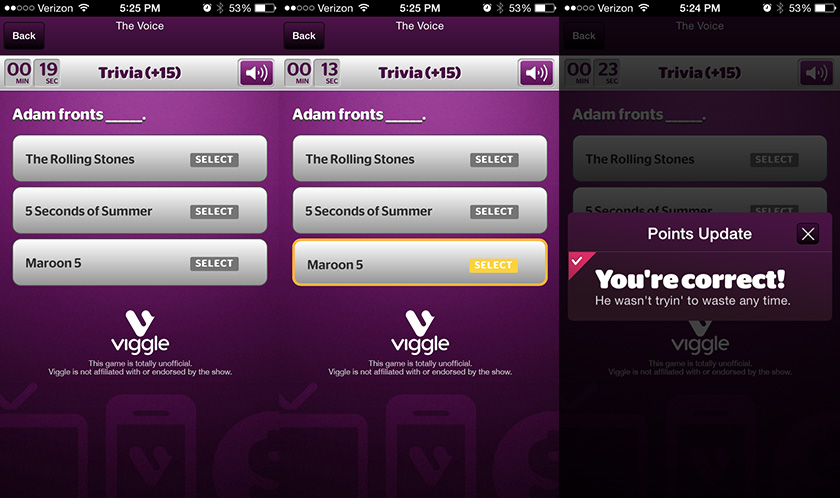 Verizon 5:25 PM 53%
The Voice
Back
00 MIN 19 SEC Trivia (+15)
Adam fronts _____.
The Rolling Stones SELECT
5 Seconds of Summer SELECT
Maroon 5 SELECT
viggle
This game is totally unofficial.
Viggle is not affiliated with or endorsed by the show.
Verizon 5:25 PM 53%
The Voice
Back
00 MIN 13 SEC Trivia (+15)
Adam fronts _____.
The Rolling Stones SELECT
5 Seconds of Summer SELECT
Maroon 5 SELECT
viggle
This game is totally unofficial.
Viggle is not affiliated with or endorsed by the show.
Verizon 5:24 PM 53%
The Voice
Back
00 MIN 23 SEC Trivia (+15)
Adam fronts _____.
The Rolling Stones SELECT
5 Seconds of Summer SELECT
Points Update
You're correct!
He wasn't tryin' to waste any time.
viggle
This game is totally unofficial.
Viggle is not affiliated with or endorsed by the show.